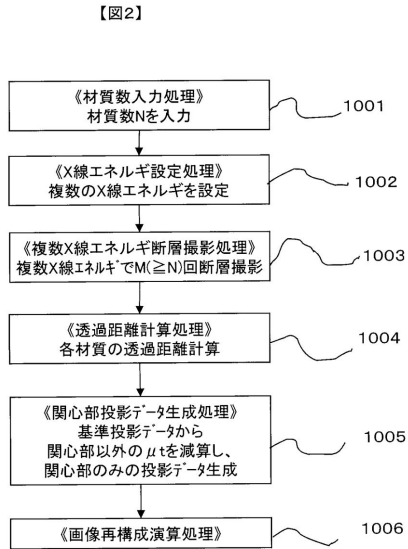 【図2】
《材質数入力処理》
材質数Nを入力
1001
《X線エネルギ設定処理》
複数のX線エネルギを設定
1002
《複数X線エネルギ断層撮影処理》
複数X線ｴﾈﾙｷﾞでM(≧N)回断層撮影
1003
《透過距離計算処理》
各材質の透過距離計算
1004
《関心部投影ﾃﾞｰﾀ生成処理》
基準投影データから
関心部以外のμtを減算し、
関心部のみの投影データ生成
1005
《画像再構成演算処理》
1006